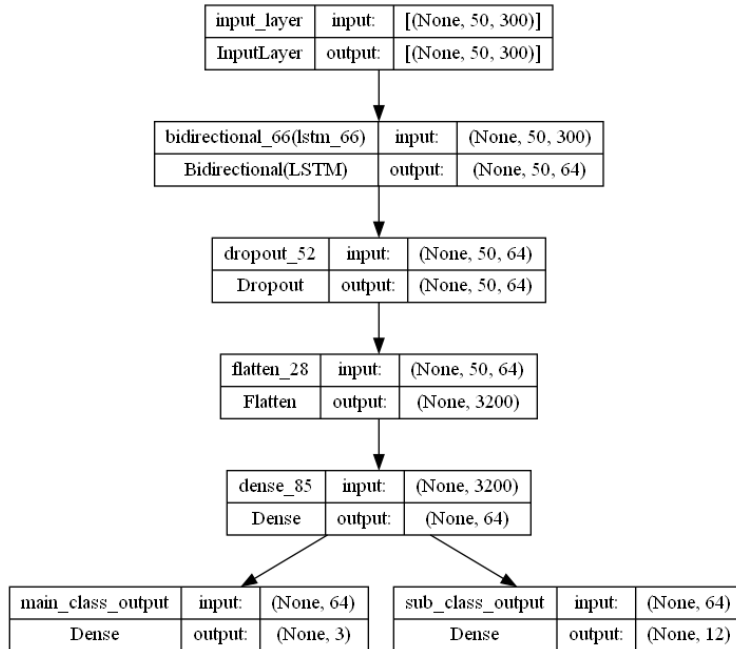 input_layer input: [(None, 50, 300)]
InputLayer output: [(None, 50, 300)]
bidirectional_66(lstm_66) input: (None, 50, 300)
Bidirectional(LSTM) output: (None, 50, 64)
dropout_52 input: (None, 50, 64)
Dropout output: (None, 50, 64)
flatten_28 input: (None, 50, 64)
Flatten output: (None, 3200)
dense_85 input: (None, 3200)
Dense output: (None, 64)
main_class_output input: (None, 64)
Dense output: (None, 3)
sub_class_output input: (None, 64)
Dense output: (None, 12)